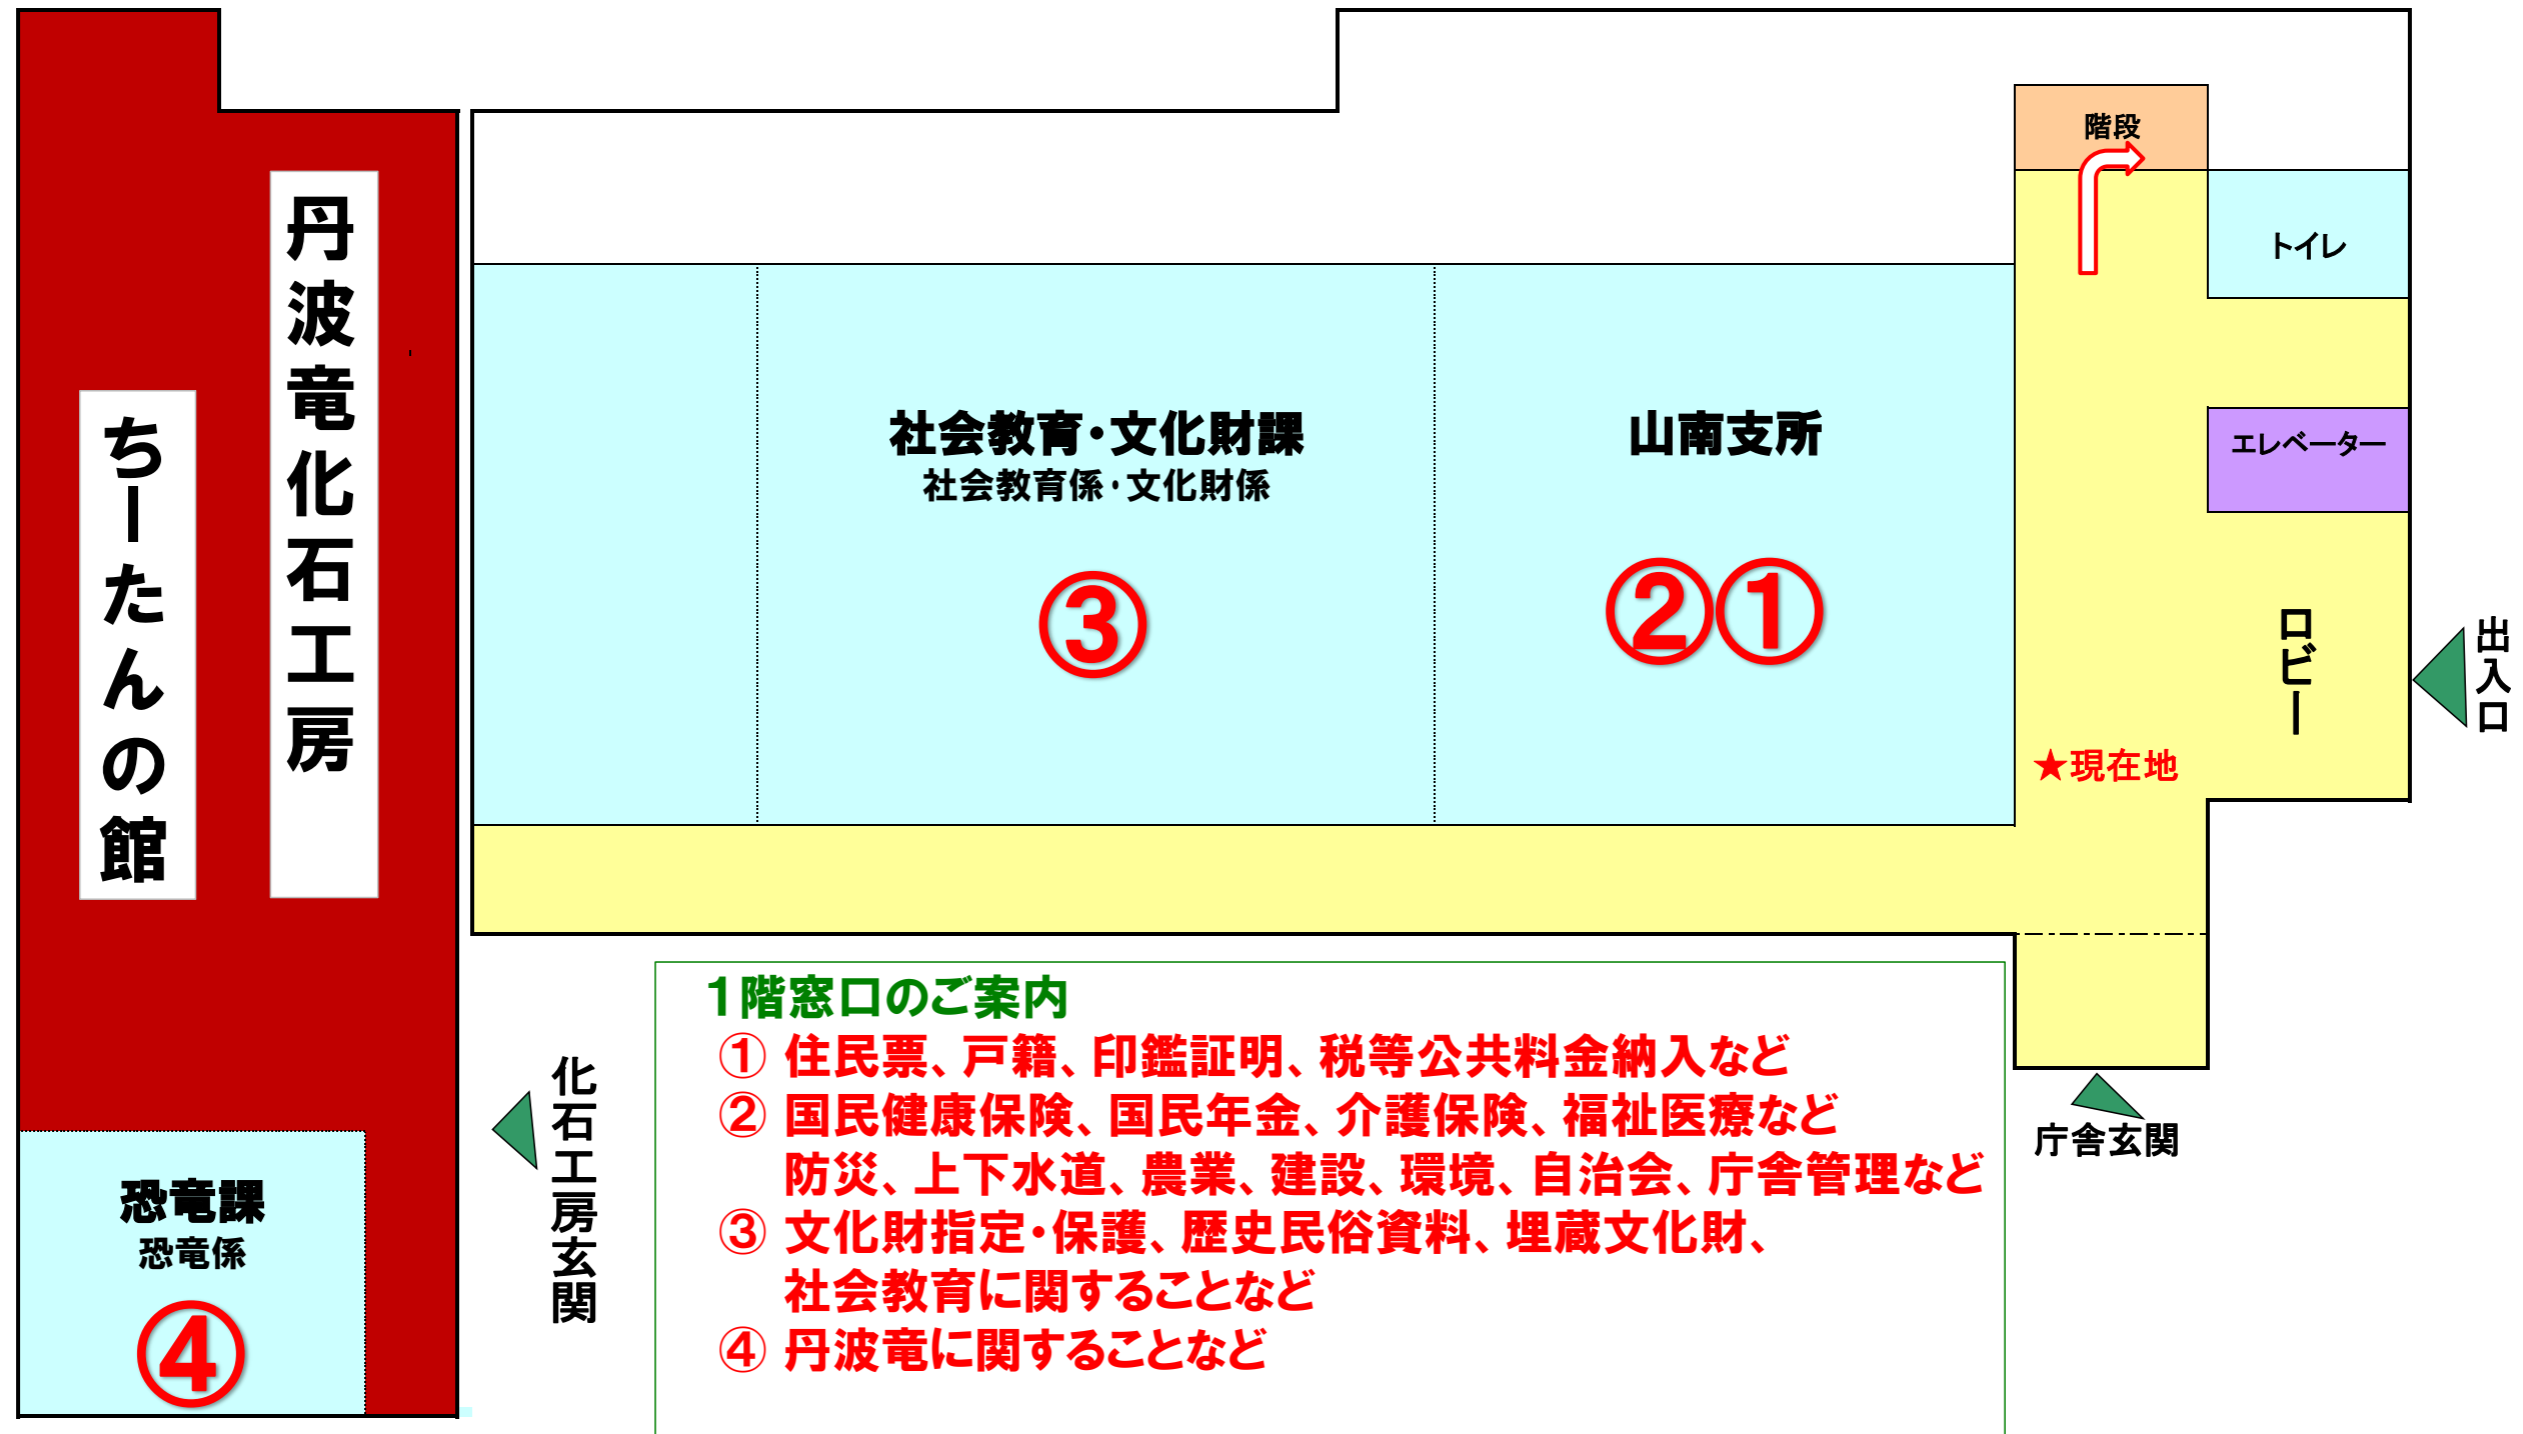 丹波竜化石工房
ちーたんの館
階段
トイレ
エレベーター
社会教育・文化財課
社会教育係・文化財係
③
山南支所
②①
ロビー
出入口
★現在地
庁舎玄関
化石工房玄関
恐竜課
恐竜係
④
1階窓口のご案内
① 住民票、戸籍、印鑑証明、税等公共料金納入など
② 国民健康保険、国民年金、介護保険、福祉医療など
防災、上下水道、農業、建設、環境、自治会、庁舎管理など
③ 文化財指定・保護、歴史民俗資料、埋蔵文化財、
社会教育に関することなど
④ 丹波竜に関することなど